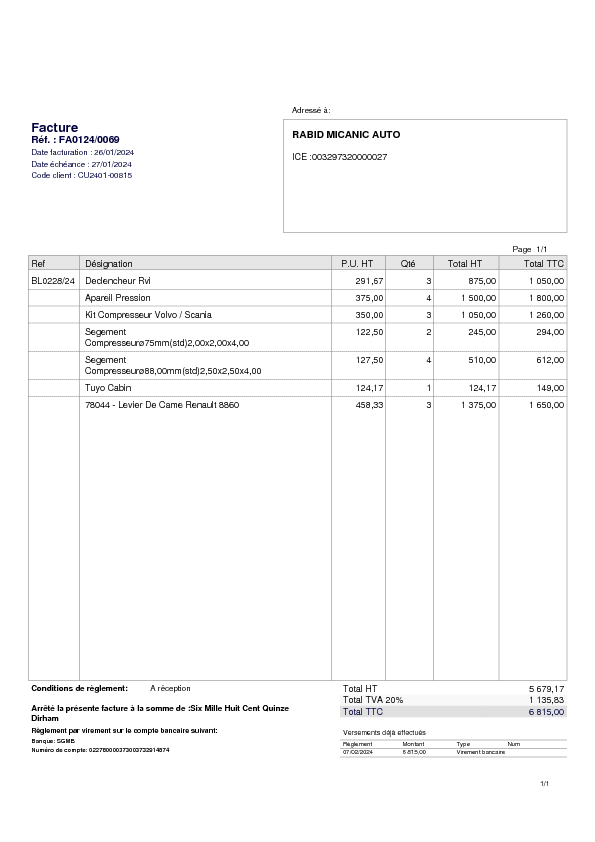 Adressé à:
Facture
Réf. : FA0124/0069
Date facturation : 26/01/2024
Date échéance : 27/01/2024
Code client : CU2401-00815
RABID MICANIC AUTO
ICE :003297320000027
Page 1/1
Ref Désignation P.U. HT Qté Total HT Total TTC
BL0228/24 Declencheur Rvi 291,67 3 875,00 1 050,00
Apareil Pression 375,00 4 1 500,00 1 800,00
Kit Compresseur Volvo / Scania 350,00 3 1 050,00 1 260,00
Segement 122,50 2 245,00 294,00
Compresseurø75mm(std)2,00x2,00x4,00
Segement 127,50 4 510,00 612,00
Compresseurø88,00mm(std)2,50x2,50x4,00
Tuyo Cabin 124,17 1 124,17 149,00
78044 - Levier De Came Renault 8860 458,33 3 1 375,00 1 650,00
Conditions de règlement: A réception
Total HT 5 679,17
Total TVA 20% 1 135,83
Total TTC 6 815,00
Arrêté la présente facture à la somme de :Six Mille Huit Cent Quinze
Dirham
Règlement par virement sur le compte bancaire suivant:
Banque: SGMB
Numéro de compte:
Versements déjà effectués
Règlement Montant Type Num
07/02/2024 6 815,00 Virement bancaire
1/1